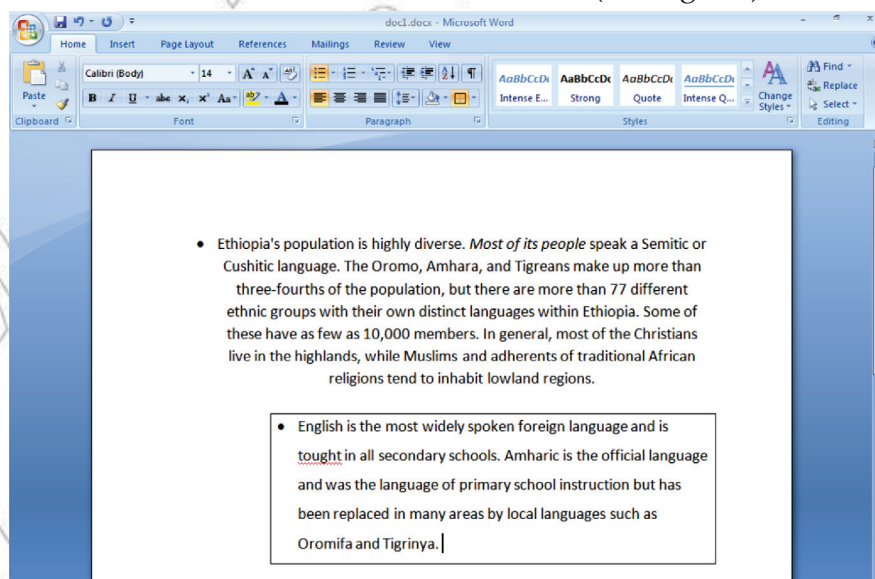 doc1.docx - Microsoft Word
Home Insert Page Layout References Mailings Review View
Paste
Calibri (Body) 14
B I U abc x, x² Aa A
AaBbCcDc AaBbCcDc AaBbCcDc AaBbCcDc
Intense E... Strong Quote Intense Q...
Change Styles
Find
Replace
Select
Clipboard Font Paragraph Styles Editing
• Ethiopia's population is highly diverse. Most of its people speak a Semitic or
Cushitic language. The Oromo, Amhara, and Tigreans make up more than
three-fourths of the population, but there are more than 77 different
ethnic groups with their own distinct languages within Ethiopia. Some of
these have as few as 10,000 members. In general, most of the Christians
live in the highlands, while Muslims and adherents of traditional African
religions tend to inhabit lowland regions.
• English is the most widely spoken foreign language and is
tought in all secondary schools. Amharic is the official language
and was the language of primary school instruction but has
been replaced in many areas by local languages such as
Oromifa and Tigrinya.